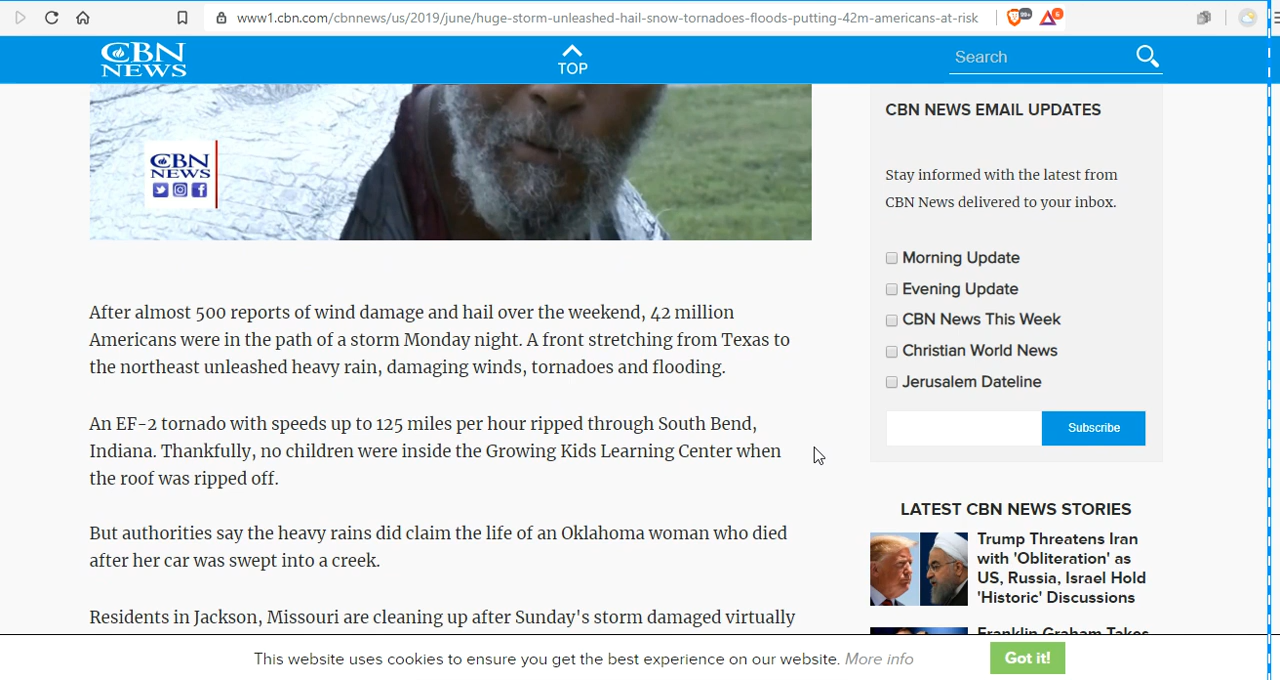 www1.cbn.com/cbnnews/us/2019/june/huge-storm-unleashed-hail-snow-tornadoes-floods-putting-42m-americans-at-risk
99+
6
CBN
NEWS
TOP
Search
CBN
NEWS
After almost 500 reports of wind damage and hail over the weekend, 42 million
Americans were in the path of a storm Monday night. A front stretching from Texas to
the northeast unleashed heavy rain, damaging winds, tornadoes and flooding.
An EF-2 tornado with speeds up to 125 miles per hour ripped through South Bend,
Indiana. Thankfully, no children were inside the Growing Kids Learning Center when
the roof was ripped off.
But authorities say the heavy rains did claim the life of an Oklahoma woman who died
after her car was swept into a creek.
Residents in Jackson, Missouri are cleaning up after Sunday's storm damaged virtually
CBN NEWS EMAIL UPDATES
Stay informed with the latest from
CBN News delivered to your inbox.
Morning Update
Evening Update
CBN News This Week
Christian World News
Jerusalem Dateline
Subscribe
LATEST CBN NEWS STORIES
Trump Threatens Iran
with 'Obliteration' as
US, Russia, Israel Hold
'Historic' Discussions
Franklin Graham Takes
This website uses cookies to ensure you get the best experience on our website. More info
Got it!